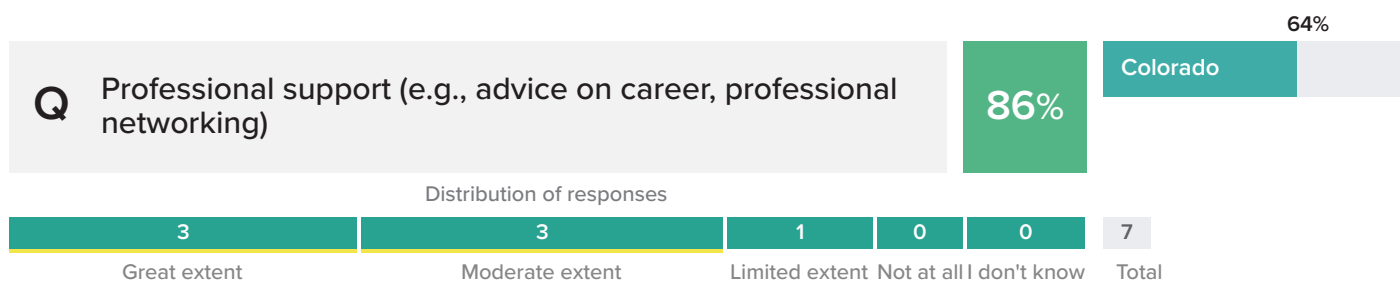 64%
Q
Professional support (e.g., advice on career, professional
networking)
86%
Colorado
Distribution of responses
3 3 1 0 0 7
Great extent Moderate extent Limited extent Not at all I don't know Total